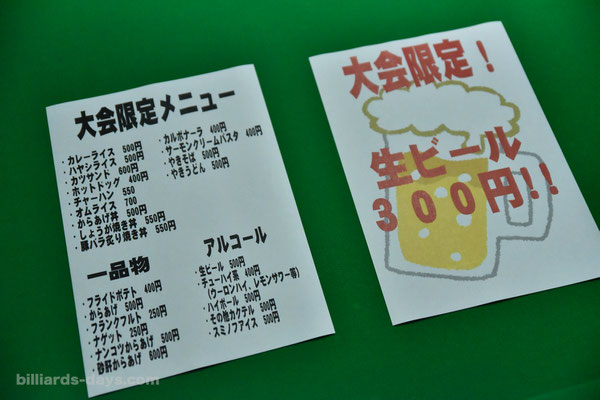 大会限定メニュー
・カレーライス 500円
・ハヤシライス 500円
・カツサンド 600円
・ホットドッグ 400円
・チャーハン 550
・オムライス 700
・からあげ丼 500円
・しょうが焼き丼 550円
・豚バラ炙り焼き丼 550円
・カルボナーラ 400円
・サーモンクリームパスタ 400円
・やきそば 500円
・やきうどん 500円
一品物
・フライドポテト 400円
・からあげ 500円
・フランクフルト 250円
・ナゲット 250円
・ナンコツからあげ 500円
・砂肝からあげ 600円
アルコール
・生ビール 500円
・チューハイ系 400円
(ウーロンハイ、レモンサワー等)
・ハイボール 500円
・その他カクテル 500円
・スミノフアイス 500円
大会限定！
生ビール
３００円!!
billiards-days.com